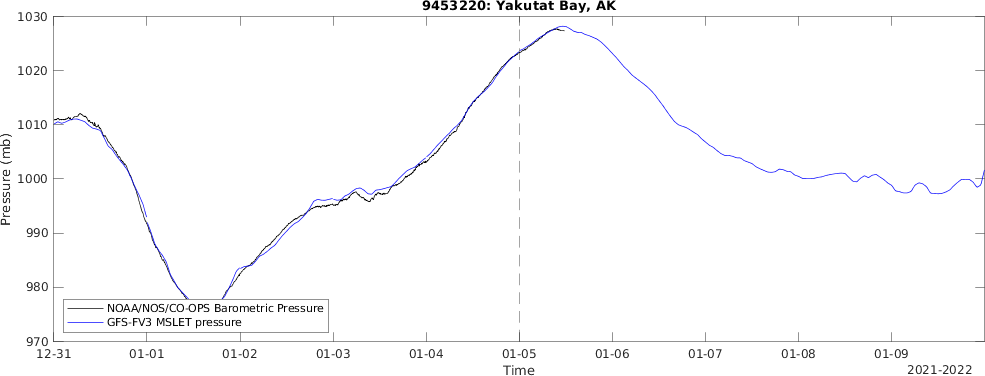 9453220: Yakutat Bay, AK
Pressure (mb)
1030
1020
1010
1000
990
980
970
NOAA/NOS/CO-OPS Barometric Pressure
GFS-FV3 MSLET pressure
12-31 01-01 01-02 01-03 01-04 01-05 01-06 01-07 01-08 01-09
Time
2021-2022